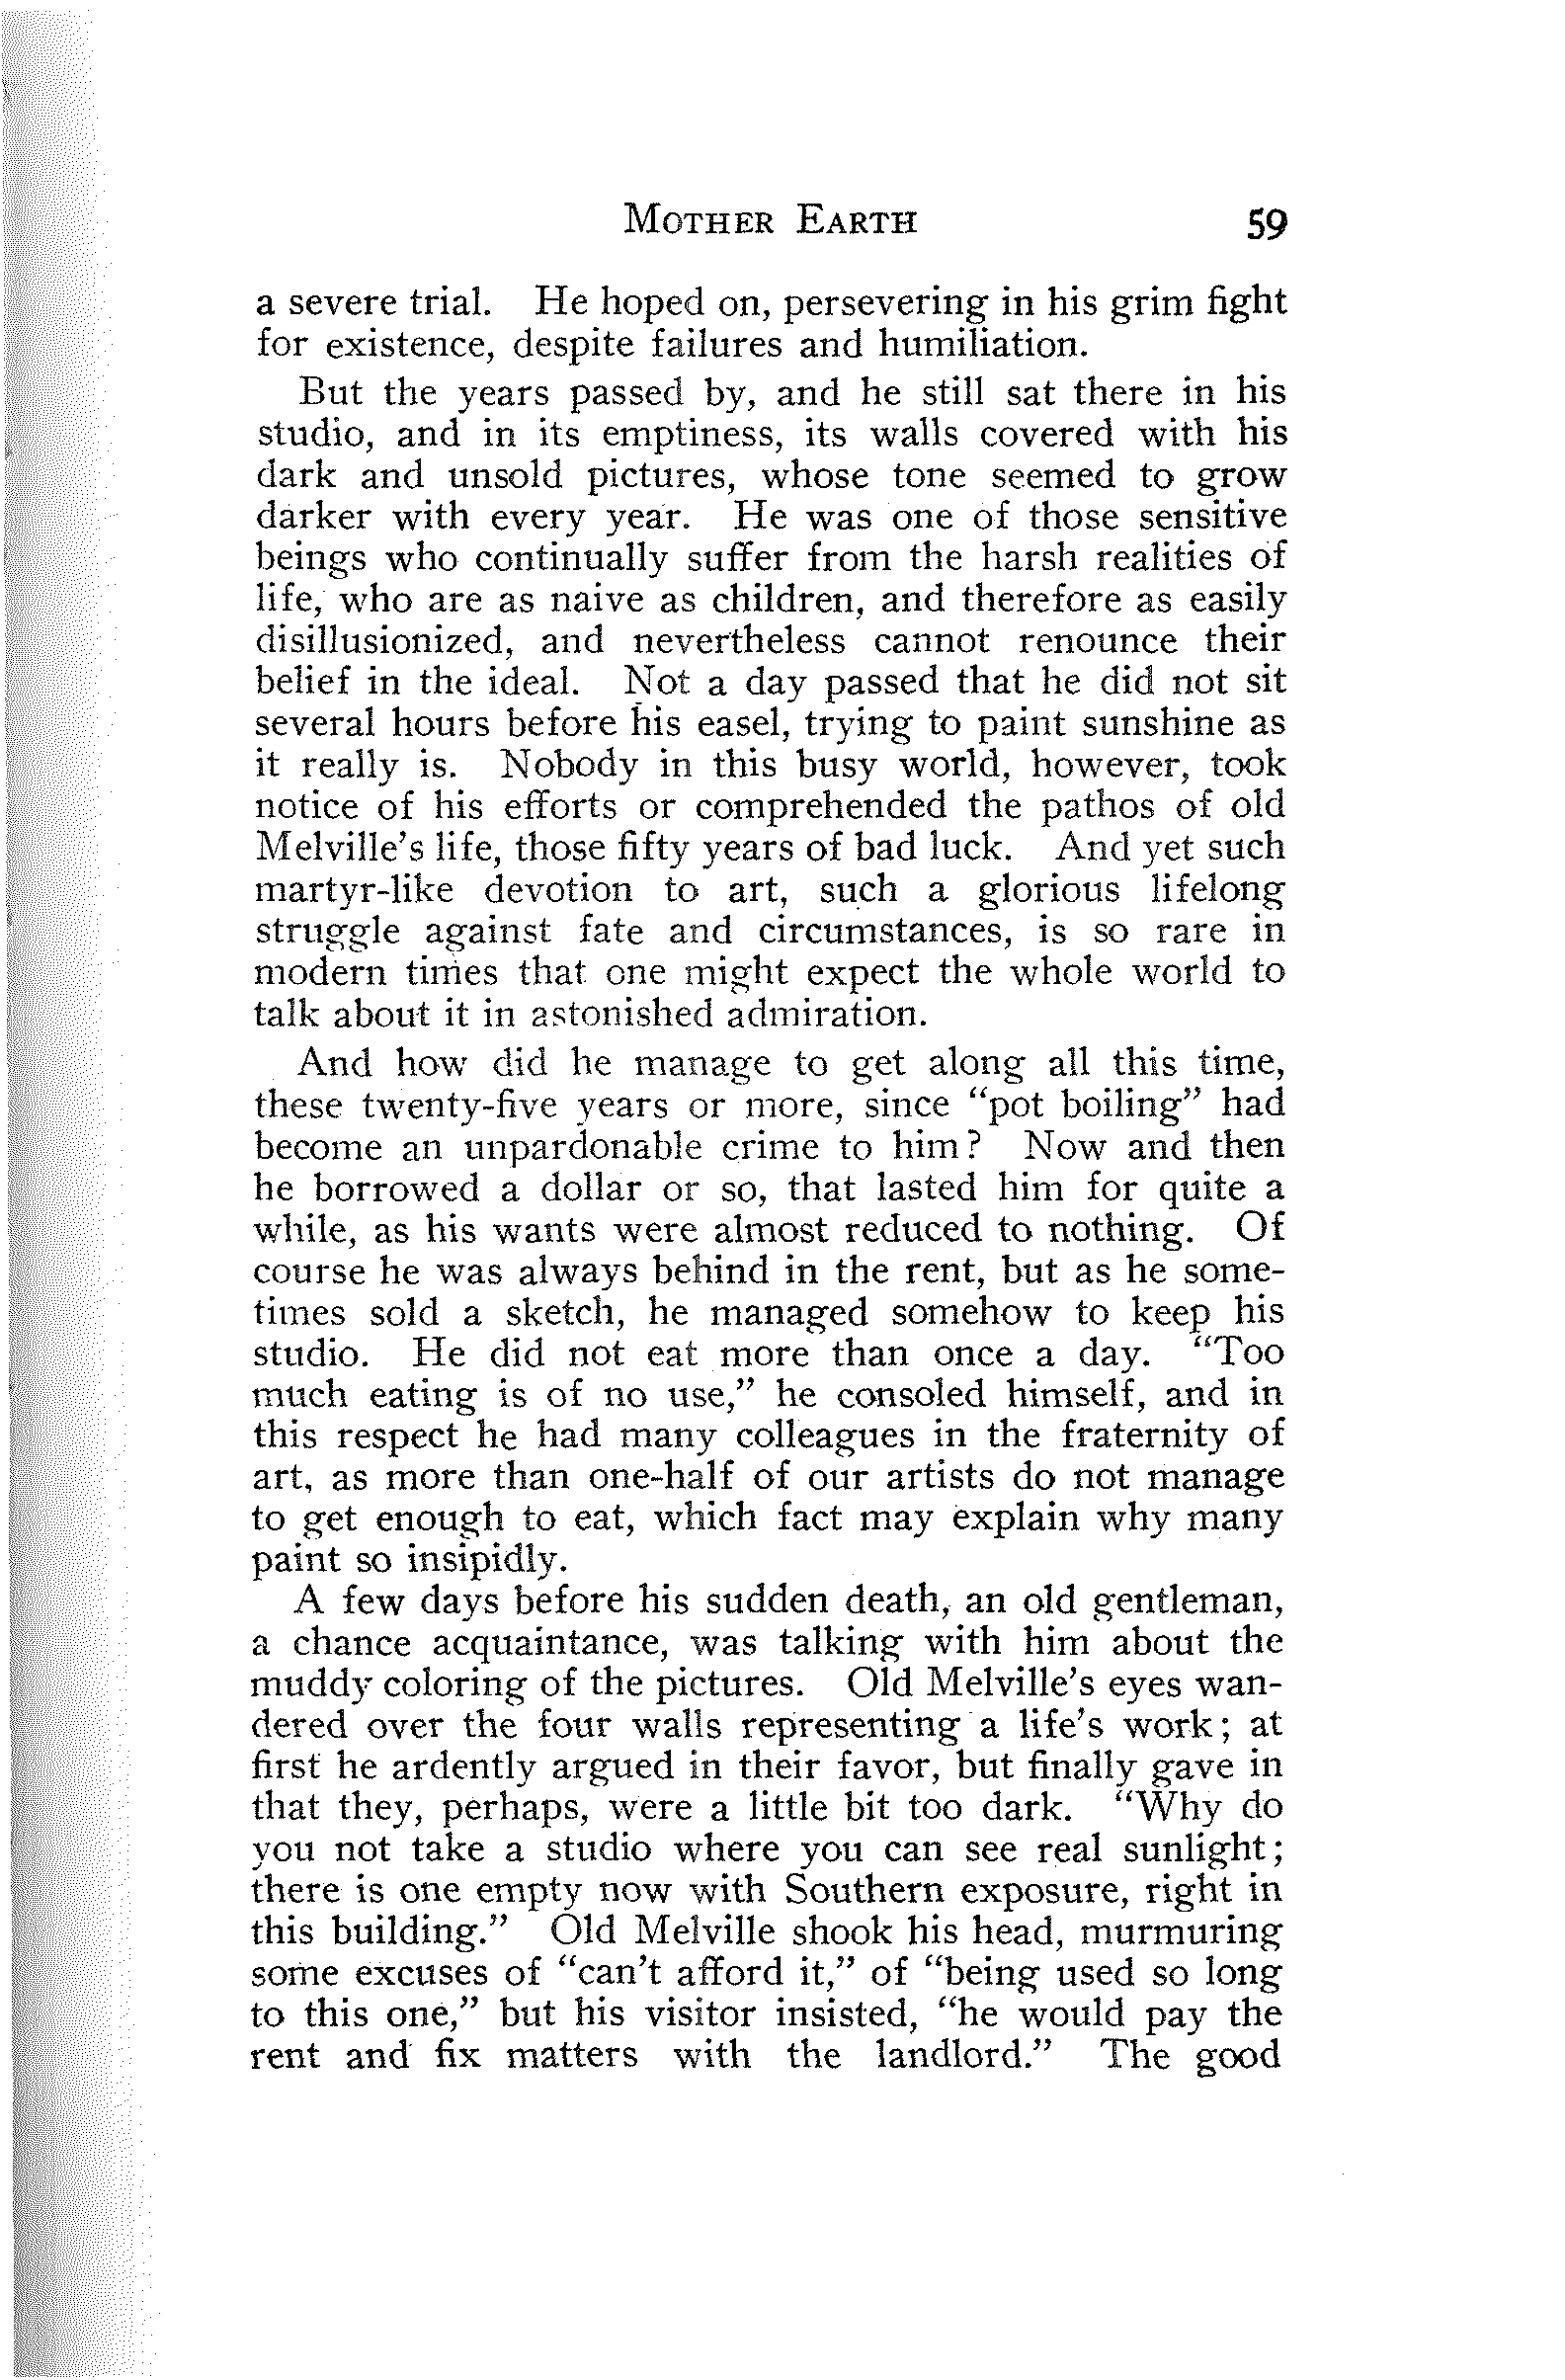 MOTHER EARTH 59
a severe trial. He hoped on, persevering in his grim fight
for existence, despite failures and humiliation.
But the years passed by, and he still sat there in his
studio, and in its emptiness, its walls covered with his
dark and unsold pictures, whose tone seemed to grow
darker with every year. He was one of those sensitive
beings who continually suffer from the harsh realities of
life, who are as naive as children, and therefore as easily
disillusionized, and nevertheless cannot renounce their
belief in the ideal. Not a day passed that he did not sit
several hours before his easel, trying to paint sunshine as
it really is. Nobody in this busy world, however, took
notice of his efforts or comprehended the pathos of old
Melville's life, those fifty years of bad luck. And yet such
martyr-like devotion to art, such a glorious lifelong
struggle against fate and circumstances, is so rare in
modern times that one might expect the whole world to
talk about it in astonished admiration.
And how did he manage to get along all this time,
these twenty-five years or more, since "pot boiling" had
become an unpardonable crime to him? Now and then
he borrowed a dollar or so, that lasted him for quite a
while, as his wants were almost reduced to nothing. Of
course he was always behind in the rent, but as he some-
times sold a sketch, he managed somehow to keep his
studio. He did not eat more than once a day. "Too
much eating is of no use," he consoled himself, and in
this respect he had many colleagues in the fraternity of
art, as more than one-half of our artists do not manage
to get enough to eat, which fact may explain why many
paint so insipidly.
A few days before his sudden death, an old gentleman,
a chance acquaintance, was talking with him about the
muddy coloring of the pictures. Old Melville's eyes wan-
dered over the four walls representing a life's work; at
first he ardently argued in their favor, but finally gave in
that they, perhaps, were a little bit too dark. "Why do
you not take a studio where you can see real sunlight;
there is one empty now with Southern exposure, right in
this building." Old Melville shook his head, murmuring
some excuses of "can't afford it," of "being used so long
to this one," but his visitor insisted, "he would pay the
rent and fix matters with the landlord." The good